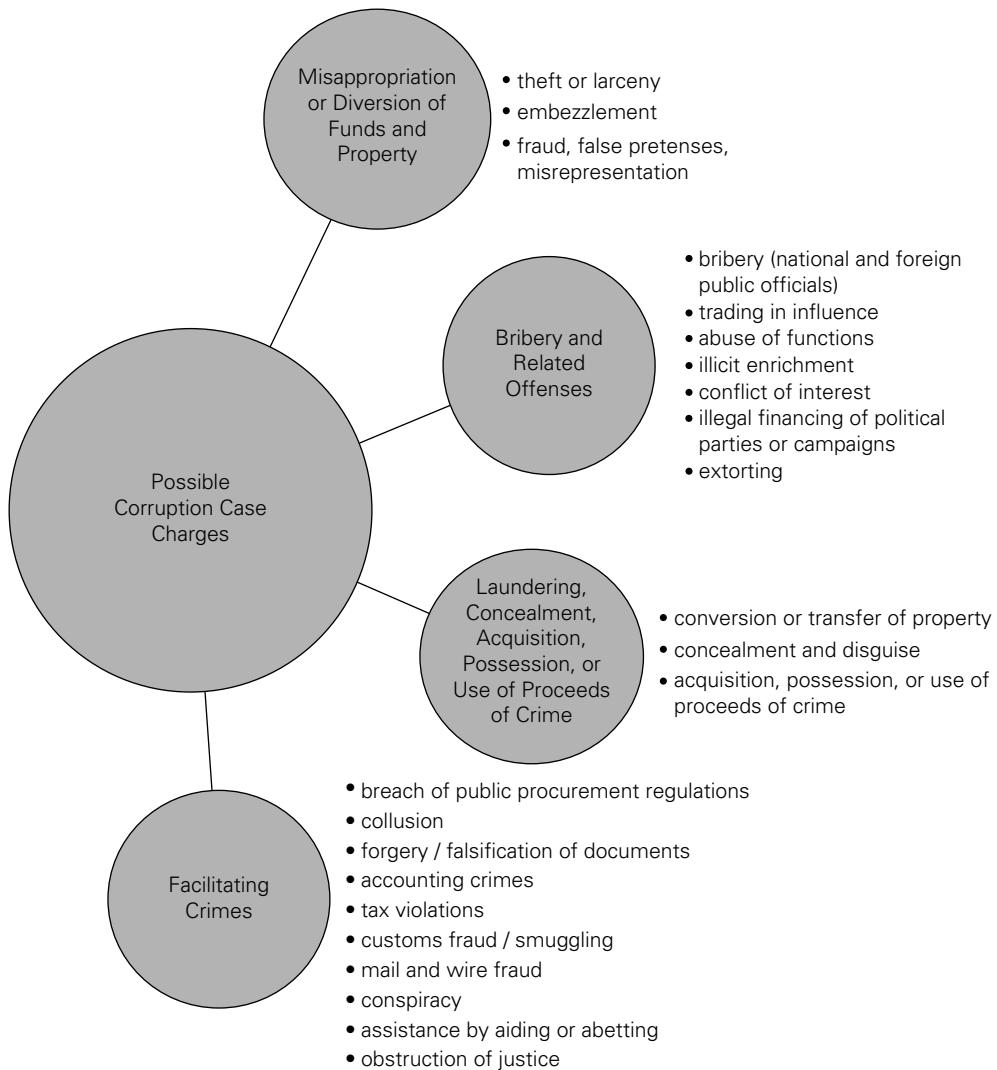 Misappropriation
or Diversion of
Funds and
Property
• theft or larceny
• embezzlement
• fraud, false pretenses,
misrepresentation
Bribery and
Related
Offenses
• bribery (national and foreign
public officials)
• trading in influence
• abuse of functions
• illicit enrichment
• conflict of interest
• illegal financing of political
parties or campaigns
• extorting
Possible
Corruption Case
Charges
Laundering,
Concealment,
Acquisition,
Possession, or
Use of Proceeds
of Crime
• conversion or transfer of property
• concealment and disguise
• acquisition, possession, or use of
proceeds of crime
Facilitating
Crimes
• breach of public procurement regulations
• collusion
• forgery / falsification of documents
• accounting crimes
• tax violations
• customs fraud / smuggling
• mail and wire fraud
• conspiracy
• assistance by aiding or abetting
• obstruction of justice